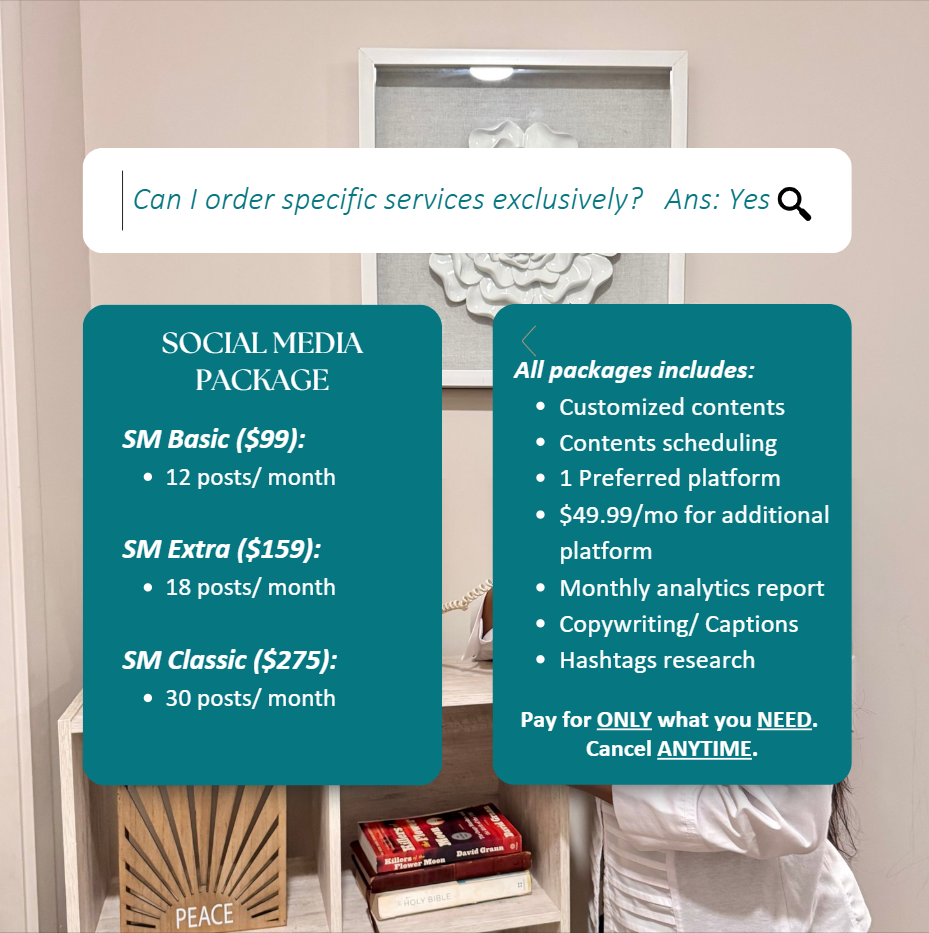 Can I order specific services exclusively? Ans: Yes
SOCIAL MEDIA
PACKAGE
SM Basic ($99):
• 12 posts/ month
SM Extra ($159):
• 18 posts/ month
SM Classic ($275):
• 30 posts/ month
All packages includes:
• Customized contents
• Contents scheduling
• 1 Preferred platform
• $49.99/mo for additional
platform
• Monthly analytics report
• Copywriting/ Captions
• Hashtags research
Pay for ONLY what you NEED.
Cancel ANYTIME.
PEACE
Killers of the
Flower Moon
David Grann
HOLY BIBLE